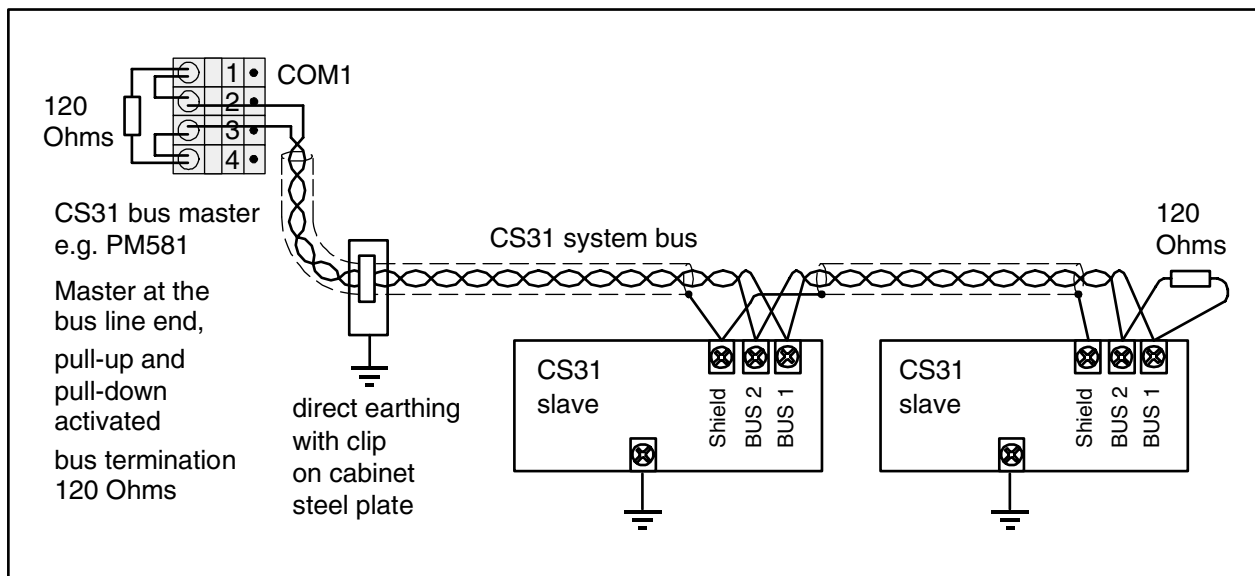 1
COM1
2
3
4
120
Ohms
CS31 bus master
e.g. PM581
Master at the
bus line end,
pull-up and
pull-down
activated
bus termination
120 Ohms
direct earthing
with clip
on cabinet
steel plate
CS31 system bus
120
Ohms
CS31
slave
Shield
BUS 2
BUS 1
CS31
slave
Shield
BUS 2
BUS 1